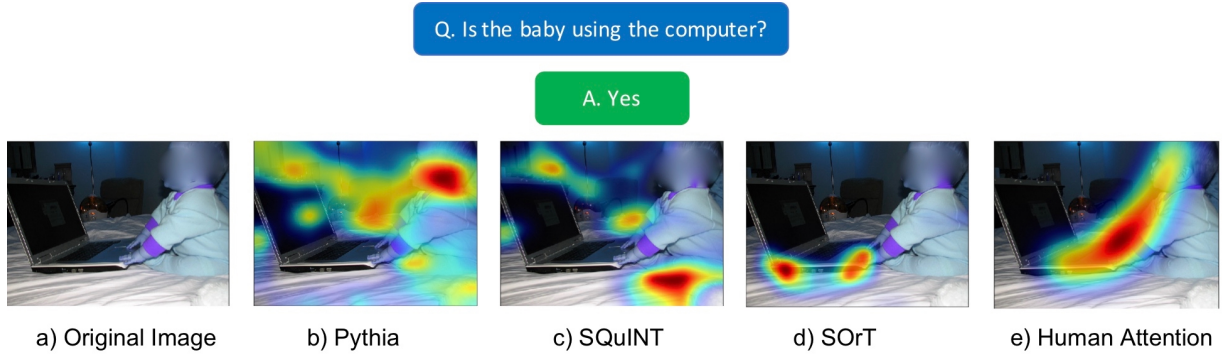 Q. Is the baby using the computer?
A. Yes
a) Original Image
b) Pythia
c) SQuINT
d) SOrT
e) Human Attention